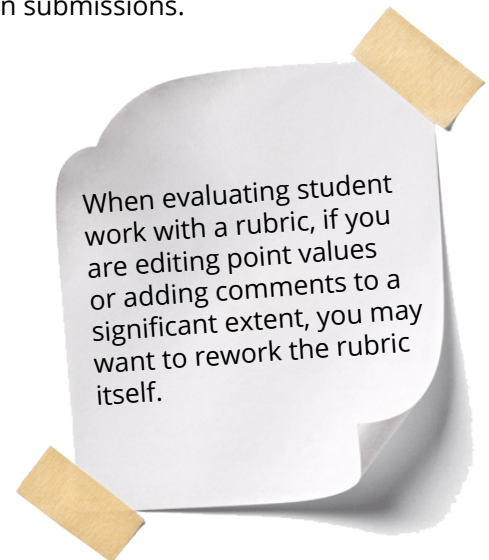 n submissions.
When evaluating student
work with a rubric, if you
are editing point values
or adding comments to a
significant extent, you may
want to rework the rubric
itself.